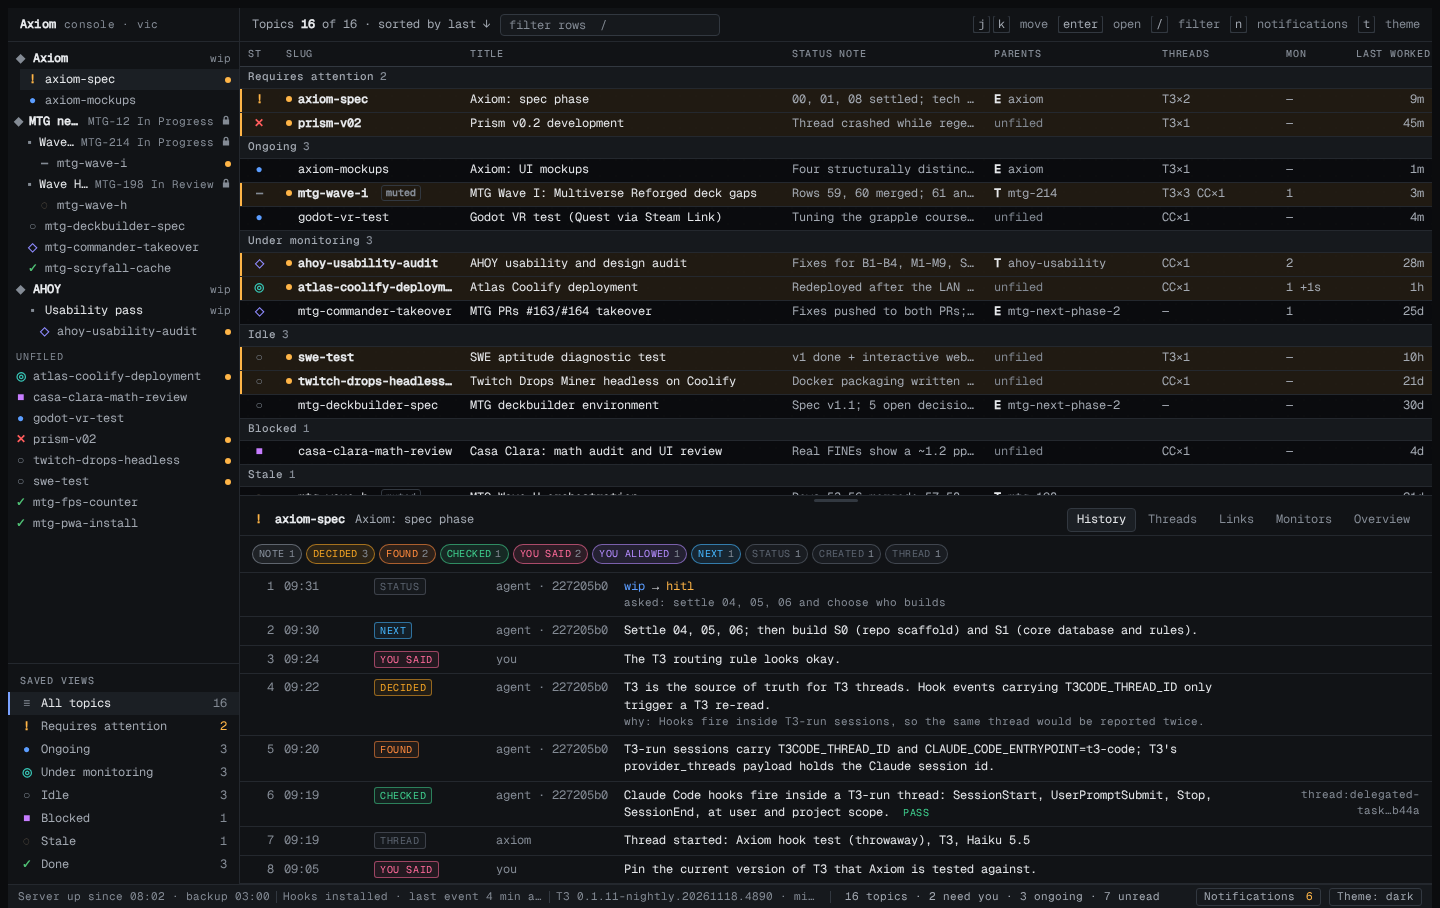 Axiom console · vic
Topics 16 of 16 · sorted by last ↓ filter rows / j k move enter open / filter n notifications t theme
◆ Axiom wip
! axiom-spec
● axiom-mockups
◆ MTG ne… MTG-12 In Progress
▪ Wave… MTG-214 In Progress
— mtg-wave-i
▪ Wave H… MTG-198 In Review
mtg-wave-h
○ mtg-deckbuilder-spec
◇ mtg-commander-takeover
✓ mtg-scryfall-cache
◆ AHOY wip
▪ Usability pass wip
◇ ahoy-usability-audit
UNFILED
◎ atlas-coolify-deployment
■ casa-clara-math-review
● godot-vr-test
✕ prism-v02
○ twitch-drops-headless
○ swe-test
✓ mtg-fps-counter
✓ mtg-pwa-install
SAVED VIEWS
≡ All topics 16
! Requires attention 2
● Ongoing 3
◎ Under monitoring 3
○ Idle 3
■ Blocked 1
Stale 1
✓ Done 3
ST SLUG TITLE STATUS NOTE PARENTS THREADS MON LAST WORKED
Requires attention 2
! ● axiom-spec Axiom: spec phase 00, 01, 08 settled; tech … E axiom T3×2 — 9m
✕ ● prism-v02 Prism v0.2 development Thread crashed while rege… unfiled T3×1 — 45m
Ongoing 3
● axiom-mockups Axiom: UI mockups Four structurally distinc… E axiom T3×1 — 1m
— ● mtg-wave-i muted MTG Wave I: Multiverse Reforged deck gaps Rows 59, 60 merged; 61 an… T mtg-214 T3×3 CC×1 1 3m
● godot-vr-test Godot VR test (Quest via Steam Link) Tuning the grapple course… unfiled CC×1 — 4m
Under monitoring 3
◇ ● ahoy-usability-audit AHOY usability and design audit Fixes for B1–B4, M1–M9, S… T ahoy-usability CC×1 2 28m
◎ ● atlas-coolify-deploym… Atlas Coolify deployment Redeployed after the LAN … unfiled CC×1 1 +1s 1h
◇ mtg-commander-takeover MTG PRs #163/#164 takeover Fixes pushed to both PRs;… E mtg-next-phase-2 — 1 25d
Idle 3
○ ● swe-test SWE aptitude diagnostic test v1 done + interactive web… unfiled T3×1 — 10h
○ ● twitch-drops-headless… Twitch Drops Miner headless on Coolify Docker packaging written … unfiled CC×1 — 21d
○ mtg-deckbuilder-spec MTG deckbuilder environment Spec v1.1; 5 open decisio… E mtg-next-phase-2 — — 30d
Blocked 1
■ casa-clara-math-review Casa Clara: math audit and UI review Real FINEs show a ~1.2 pp… unfiled CC×1 — 4d
Stale 1
! axiom-spec Axiom: spec phase History Threads Links Monitors Overview
NOTE 1 DECIDED 3 FOUND 2 CHECKED 1 YOU SAID 2 YOU ALLOWED 1 NEXT 1 STATUS 1 CREATED 1 THREAD 1
1 09:31 STATUS agent · 227205b0 wip → hitl
asked: settle 04, 05, 06 and choose who builds
2 09:30 NEXT agent · 227205b0 Settle 04, 05, 06; then build S0 (repo scaffold) and S1 (core database and rules).
3 09:24 YOU SAID you The T3 routing rule looks okay.
4 09:22 DECIDED agent · 227205b0 T3 is the source of truth for T3 threads. Hook events carrying T3CODE_THREAD_ID only
trigger a T3 re-read.
why: Hooks fire inside T3-run sessions, so the same thread would be reported twice.
5 09:20 FOUND agent · 227205b0 T3-run sessions carry T3CODE_THREAD_ID and CLAUDE_CODE_ENTRYPOINT=t3-code; T3's
provider_threads payload holds the Claude session id.
6 09:19 CHECKED agent · 227205b0 Claude Code hooks fire inside a T3-run thread: SessionStart, UserPromptSubmit, Stop, thread:delegated-
SessionEnd, at user and project scope. PASS task…b44a
7 09:19 THREAD axiom Thread started: Axiom hook test (throwaway), T3, Haiku 5.5
8 09:05 YOU SAID you Pin the current version of T3 that Axiom is tested against.
Server up since 08:02 · backup 03:00 Hooks installed · last event 4 min a… T3 0.1.11-nightly.20261118.4890 · mi… 16 topics · 2 need you · 3 ongoing · 7 unread Notifications 6 Theme: dark